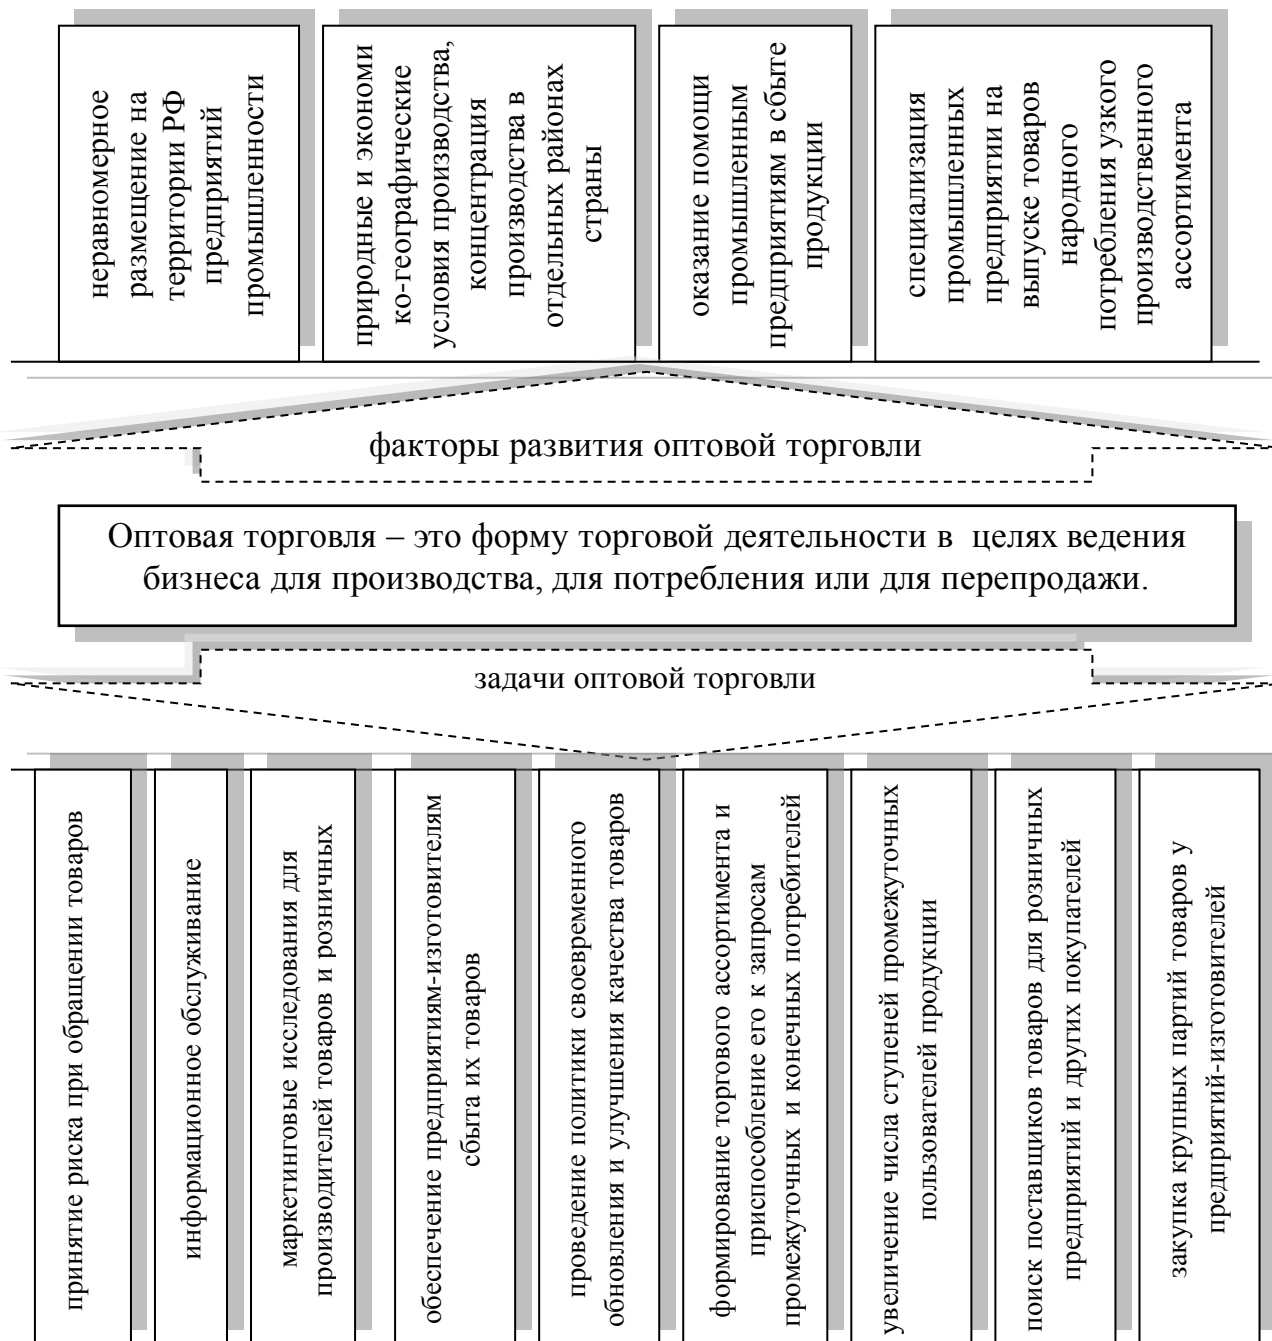 неравномерное
размещение на
территории РФ
предприятий
промышленности
природные и экономи
ко-географические
условия производства,
концентрация
производства в
отдельных районах
страны
оказание помощи
промышленным
предприятиям в сбыте
продукции
специализация
промышленных
предприятии на
выпуске товаров
народного
потребления узкого
производственного
ассортимента
факторы развития оптовой торговли
Оптовая торговля – это форму торговой деятельности в целях ведения
бизнеса для производства, для потребления или для перепродажи.
задачи оптовой торговли
принятие риска при обращении товаров
информационное обслуживание
маркетинговые исследования для
производителей товаров и розничных
обеспечение предприятиям-изготовителям
сбыта их товаров
проведение политики своевременного
обновления и улучшения качества товаров
формирование торгового ассортимента и
приспособление его к запросам
промежуточных и конечных потребителей
увеличение числа ступеней промежуточных
пользователей продукции
поиск поставщиков товаров для розничных
предприятий и других покупателей
закупка крупных партий товаров у
предприятий-изготовителей